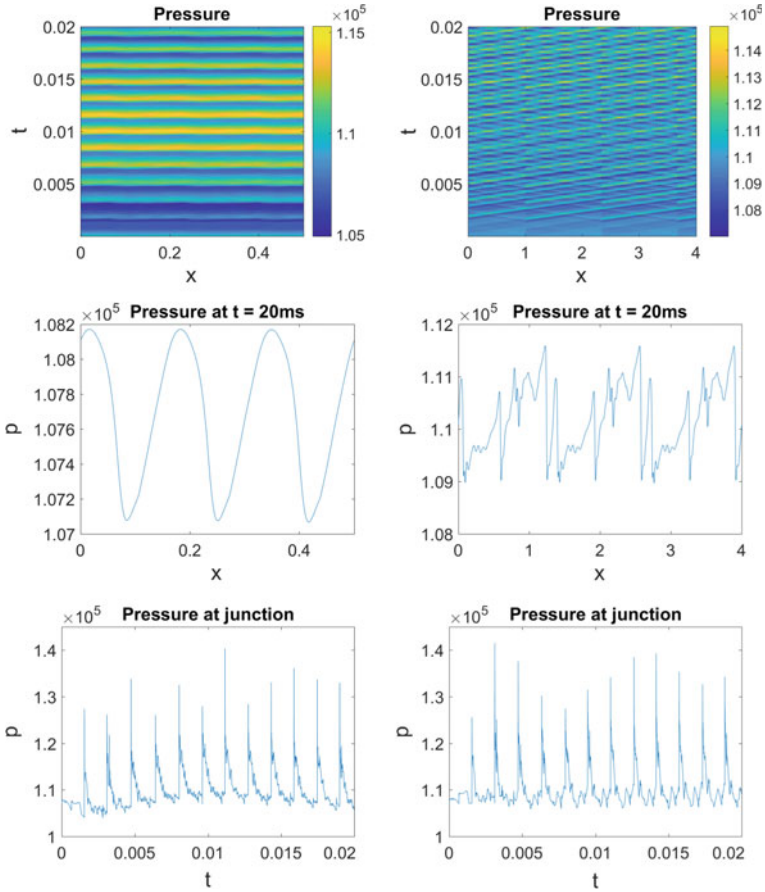 Pressure
×10⁵
0.02
0.015
0.01
0.005
t
0 0.2 0.4
x
1.15
1.1
1.05
Pressure
×10⁵
0.02
0.015
0.01
0.005
t
0 1 2 3 4
x
1.14
1.13
1.12
1.11
1.1
1.09
1.08
Pressure at t = 20ms
×10⁵
1.082
1.08
1.078
1.076
1.074
1.072
1.07
p
0 0.2 0.4
x
Pressure at t = 20ms
×10⁵
1.12
1.11
1.1
1.09
1.08
p
0 1 2 3 4
x
Pressure at junction
×10⁵
1.4
1.3
1.2
1.1
1
p
0 0.005 0.01 0.015 0.02
t
Pressure at junction
×10⁵
1.4
1.3
1.2
1.1
1
p
0 0.005 0.01 0.015 0.02
t